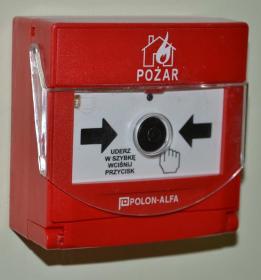 POŻAR
UDERZ
W SZYBKĘ
WCIŚNIJ
PRZYCISK
POLON-ALFA